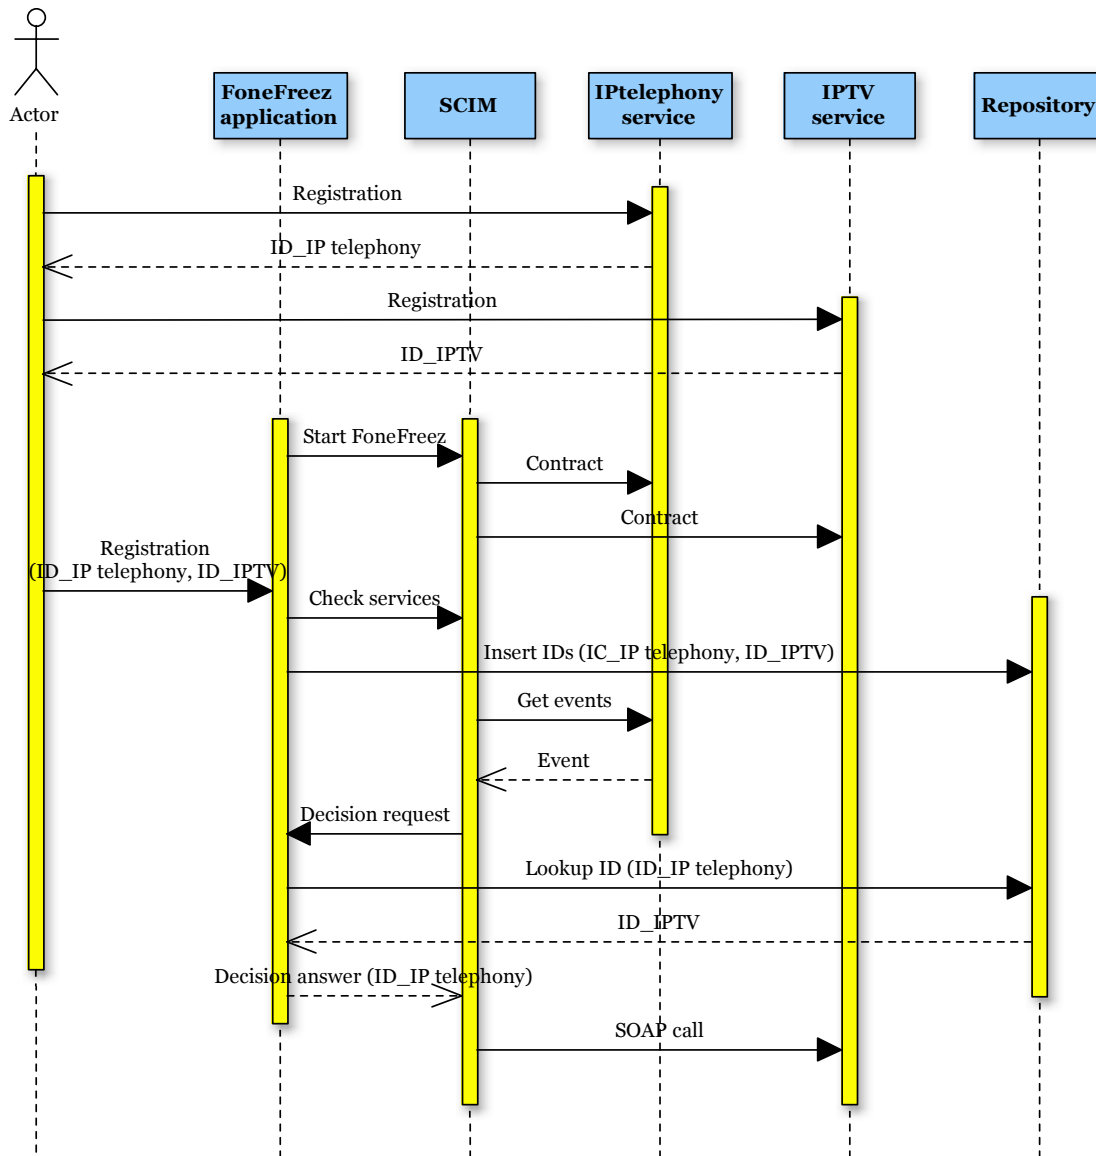 Actor
FoneFreez
application
SCIM
IPtelephony
service
IPTV
service
Repository
Registration
ID_IP telephony
Registration
ID_IPTV
Start FoneFreez
Contract
Contract
Registration
(ID_IP telephony, ID_IPTV)
Check services
Insert IDs (IC_IP telephony, ID_IPTV)
Get events
Event
Decision request
Lookup ID (ID_IP telephony)
ID_IPTV
Decision answer (ID_IP telephony)
SOAP call